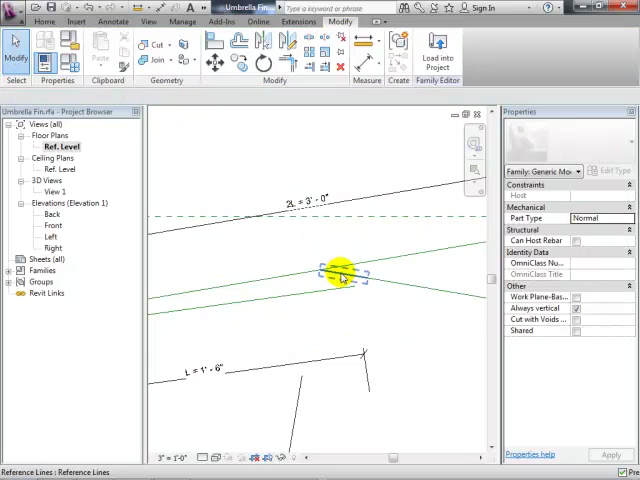 Umbrella Fin...
Sign In
Home
Insert
Annotate
View
Manage
Add-Ins
Online
Extensions
Modify
Modify
Cut
Join
Load into
Project
Select
Properties
Geometry
Modify
Measure
Create
Family Editor
Umbrella Fin.rfa - Project Browser
Views (all)
Floor Plans
Ref. Level
Ceiling Plans
Ref. Level
3D Views
View 1
Elevations (Elevation 1)
Back
Front
Left
Right
Sheets (all)
Families
Groups
Revit Links
2L = 3' - 0"
L = 1' - 6"
3" = 1'-0"
Properties
Family: Generic Mo
Edit Type
Constraints
Host
Mechanical
Part Type
Normal
Structural
Can Host Rebar
Identity Data
OmniClass Nu...
OmniClass Title
Other
Work Plane-Bas...
Always vertical
Cut with Voids ...
Shared
Properties help
Apply
Reference Lines : Reference Lines